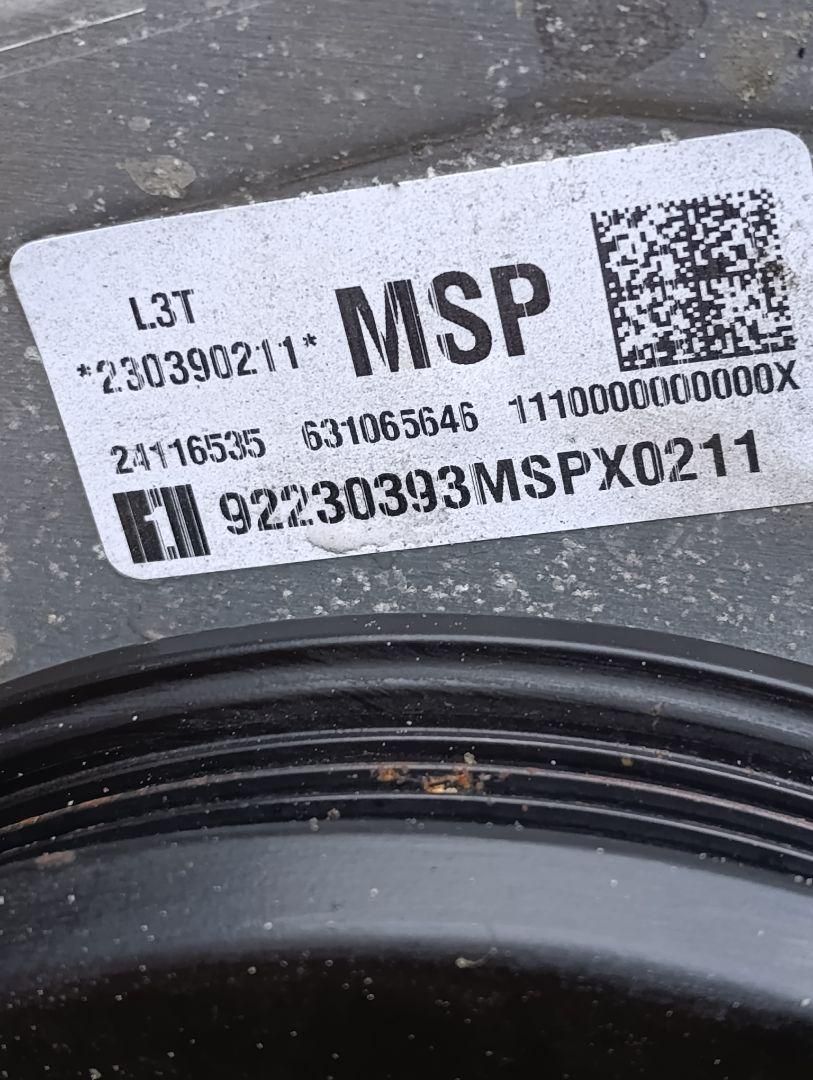 L3T
*230390211* MSP
24116535 631065646 1110000000000X
92230393MSPX0211